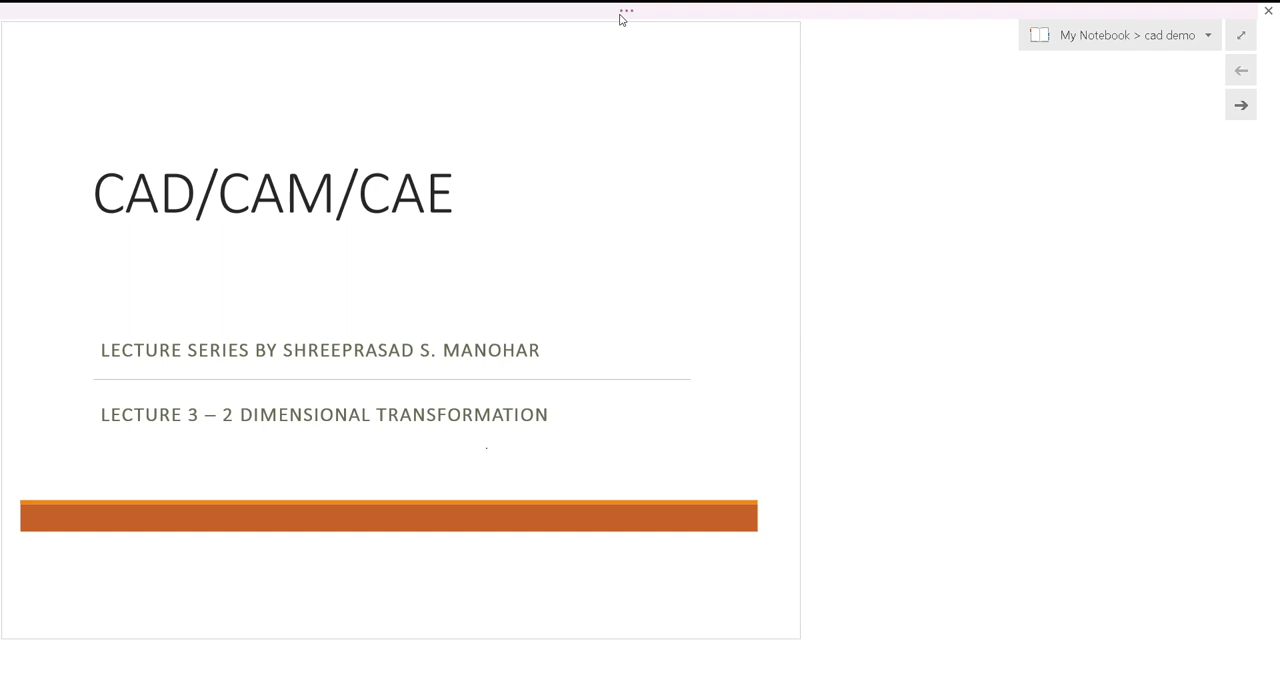 My Notebook > cad demo
CAD/CAM/CAE
LECTURE SERIES BY SHREEPRASAD S. MANOHAR
LECTURE 3 – 2 DIMENSIONAL TRANSFORMATION